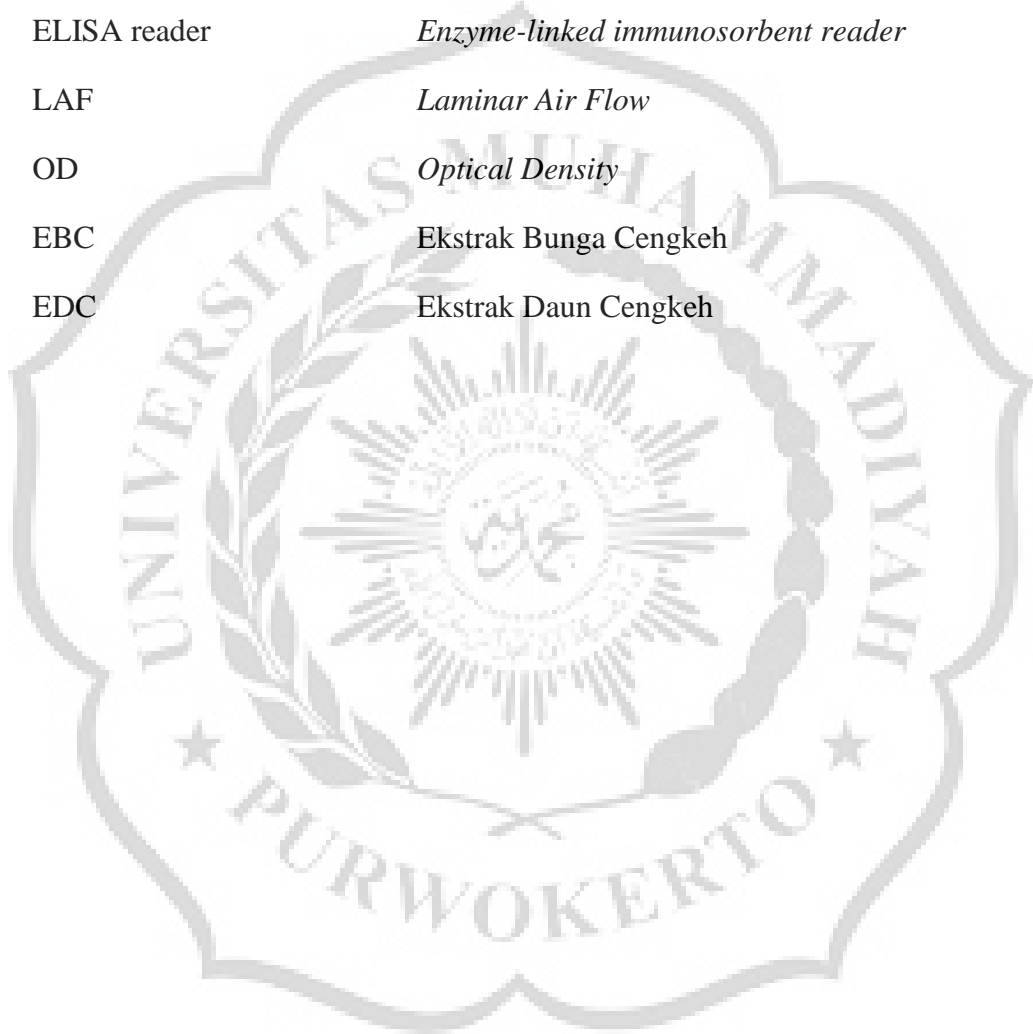 ELISA reader Enzyme-linked immunosorbent reader
LAF Laminar Air Flow
OD Optical Density
EBC Ekstrak Bunga Cengkeh
EDC Ekstrak Daun Cengkeh
UNIVERSITAS MUHAMMADIYAH
PURWOKERTO